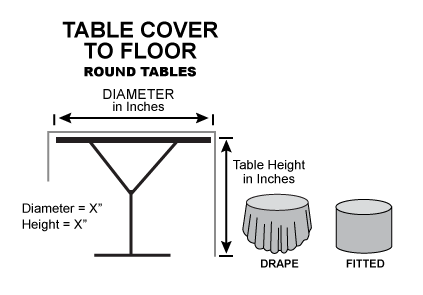 TABLE COVER
TO FLOOR
ROUND TABLES
DIAMETER
in Inches
Table Height
in Inches
Diameter = X”
Height = X”
DRAPE
FITTED